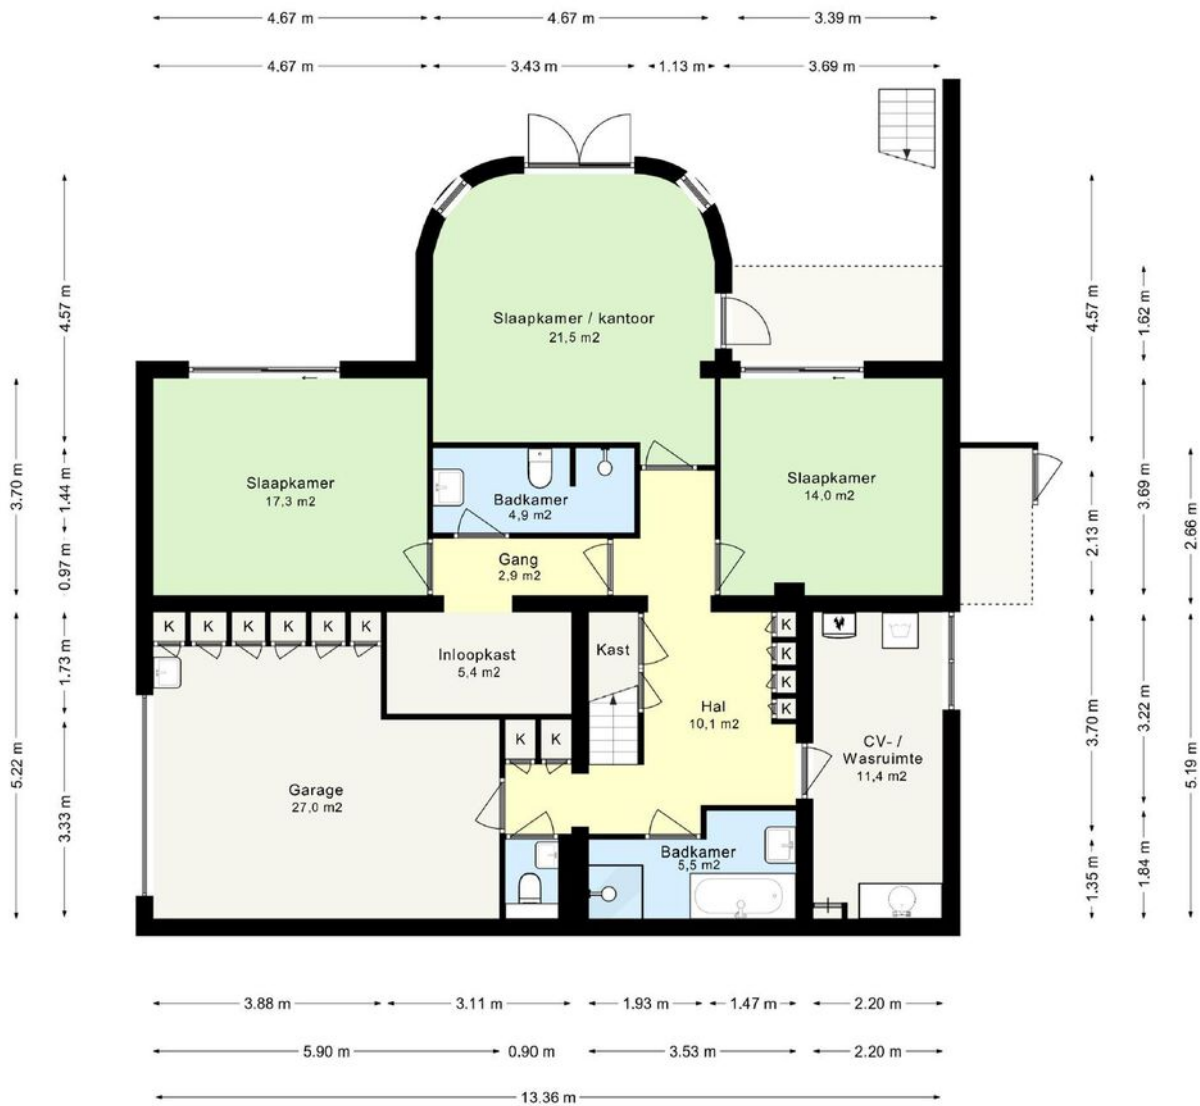 4.67 m
4.67 m
3.39 m
4.67 m
3.43 m
1.13 m
3.69 m
4.57 m
3.70 m
1.44 m
0.97 m
5.22 m
1.73 m
3.33 m
Slaapkamer / kantoor
21,5 m2
Slaapkamer
17,3 m2
Badkamer
4,9 m2
Slaapkamer
14,0 m2
Gang
2,9 m2
K
K
K
K
K
K
Inloopkast
5,4 m2
Kast
K
K
K
K
Hal
10,1 m2
K
K
CV- /
Wasruimte
11,4 m2
Garage
27,0 m2
Badkamer
5,5 m2
4.57 m
1.62 m
2.13 m
3.69 m
2.66 m
3.70 m
3.22 m
5.19 m
1.35 m
1.84 m
3.88 m
3.11 m
1.93 m
1.47 m
2.20 m
5.90 m
0.90 m
3.53 m
2.20 m
13.36 m